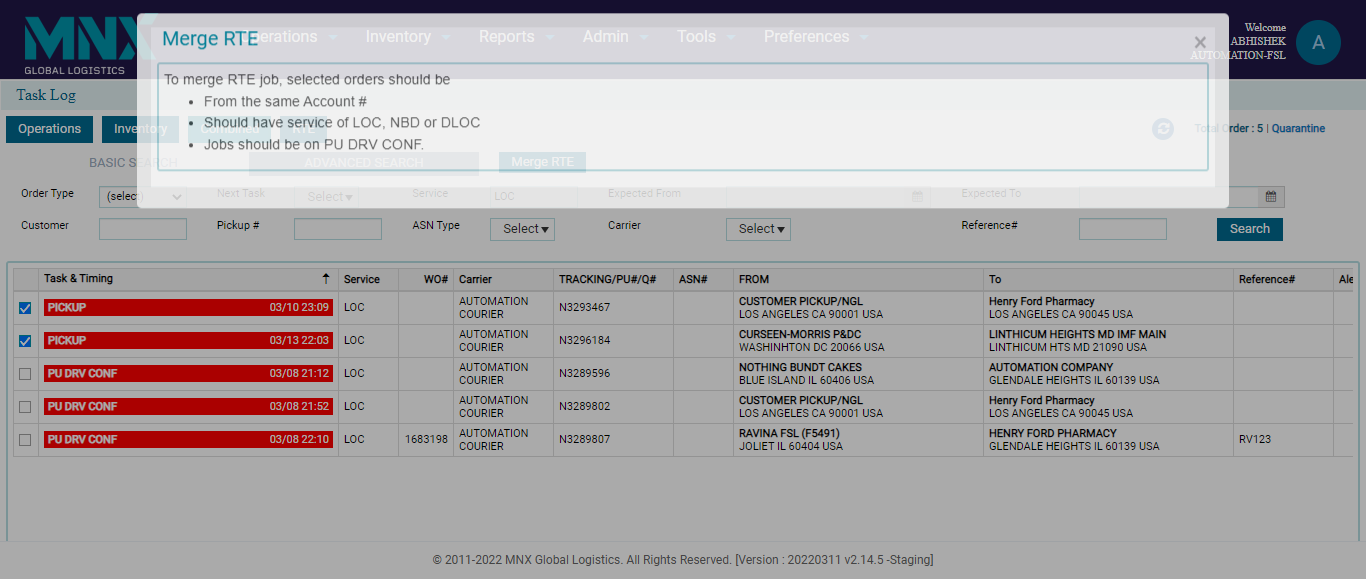 MNX
GLOBAL LOGISTICS
Operations Inventory Reports Admin Tools Preferences
Welcome
ABHISHEK
AUTOMATION-FSL
A
Merge RTE
×
To merge RTE job, selected orders should be
• From the same Account #
• Should have service of LOC, NBD or DLOC
• Jobs should be on PU DRV CONF.
Task Log
Operations Inventory Combined RTE Total Order : 5 | Quarantine
BASIC SEARCH ADVANCED SEARCH Merge RTE
Order Type (select) Next Task Select Service LOC Expected From Expected To
Customer Pickup # ASN Type Select Carrier Select Reference# Search
Task & Timing Service WO# Carrier TRACKING/PU#/Q# ASN# FROM To Reference# Ale
PICKUP 03/10 23:09 LOC AUTOMATION COURIER N3293467 CUSTOMER PICKUP/NGL LOS ANGELES CA 90001 USA Henry Ford Pharmacy LOS ANGELES CA 90045 USA
PICKUP 03/13 22:03 LOC AUTOMATION COURIER N3296184 CURSEEN-MORRIS P&DC WASHINHTON DC 20066 USA LINTHICUM HEIGHTS MD IMF MAIN LINTHICUM HTS MD 21090 USA
PU DRV CONF 03/08 21:12 LOC AUTOMATION COURIER N3289596 NOTHING BUNDT CAKES BLUE ISLAND IL 60406 USA AUTOMATION COMPANY GLENDALE HEIGHTS IL 60139 USA
PU DRV CONF 03/08 21:52 LOC AUTOMATION COURIER N3289802 CUSTOMER PICKUP/NGL LOS ANGELES CA 90001 USA Henry Ford Pharmacy LOS ANGELES CA 90045 USA
PU DRV CONF 03/08 22:10 LOC 1683198 AUTOMATION COURIER N3289807 RAVINA FSL (F5491) JOLIET IL 60404 USA HENRY FORD PHARMACY GLENDALE HEIGHTS IL 60139 USA RV123
© 2011-2022 MNX Global Logistics. All Rights Reserved. [Version : 20220311 v2.14.5 -Staging]